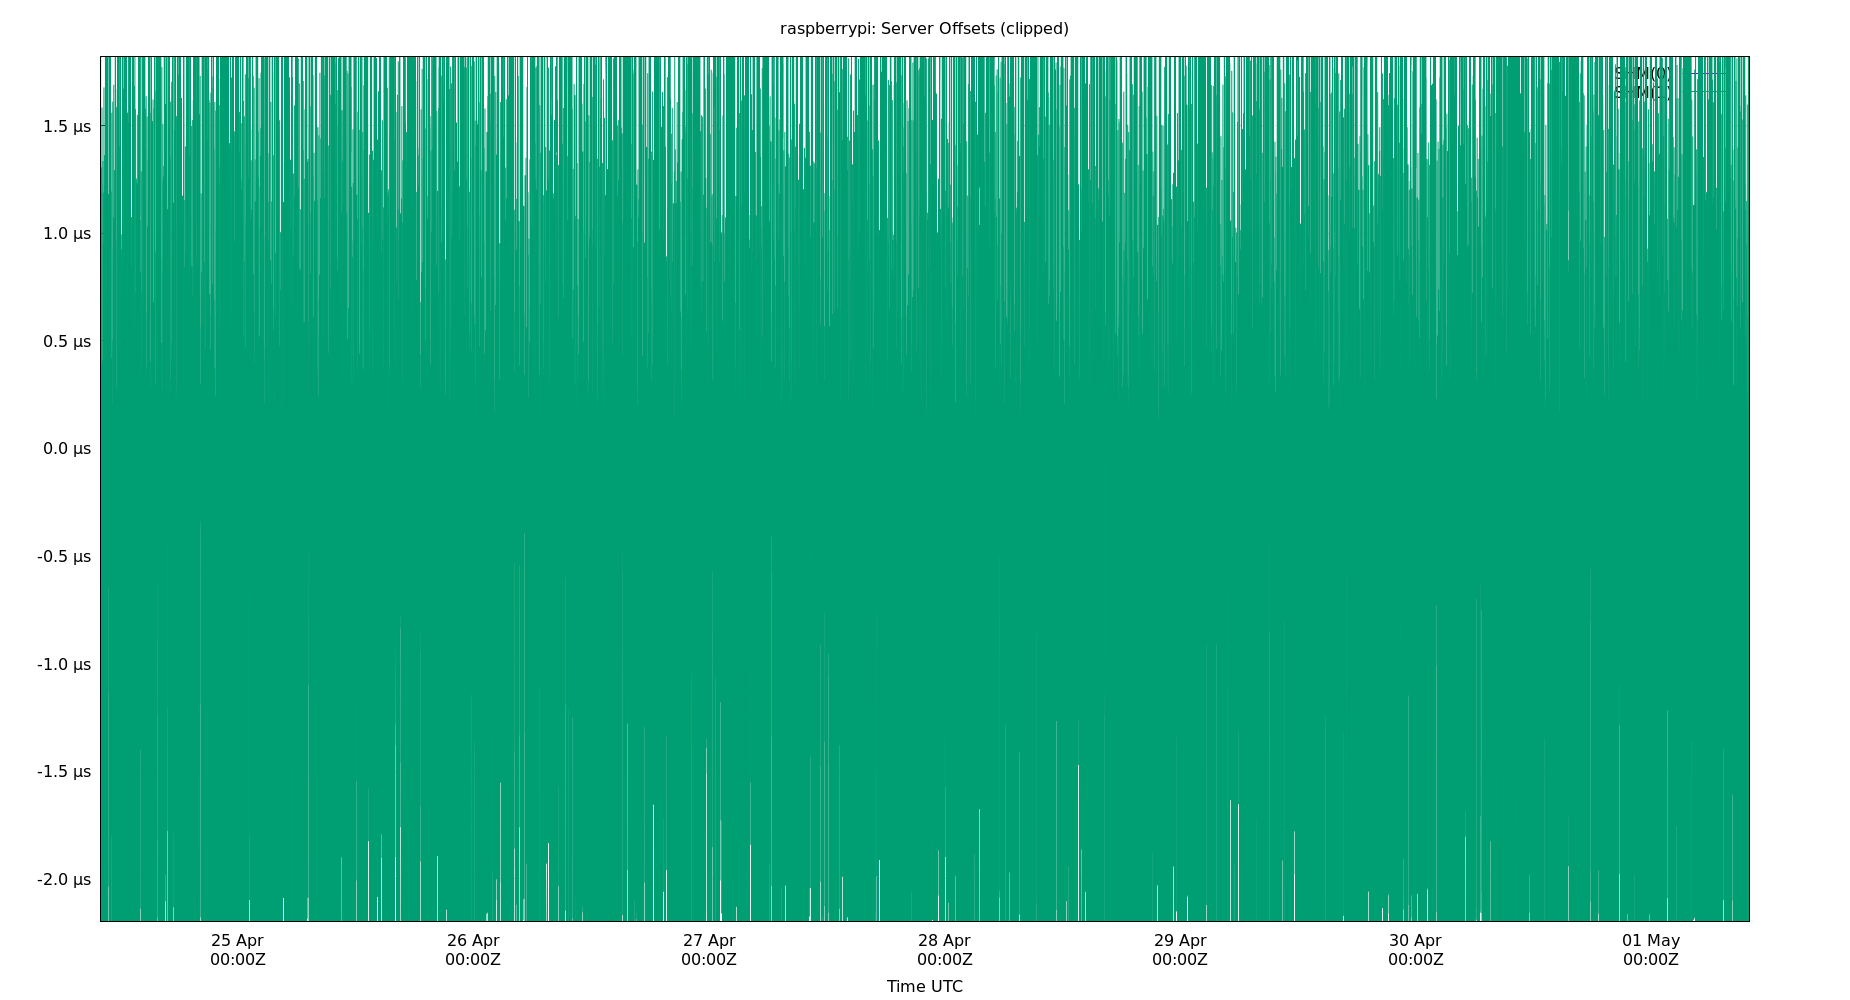 raspberrypi: Server Offsets (clipped)
SHM(0)
1.5 µs
1.0 µs
0.5 µs
0.0 µs
-0.5 µs
-1.0 µs
-1.5 µs
-2.0 µs
25 Apr 26 Apr 27 Apr 28 Apr 29 Apr 30 Apr 01 May
00:00Z 00:00Z 00:00Z 00:00Z 00:00Z 00:00Z 00:00Z
Time UTC